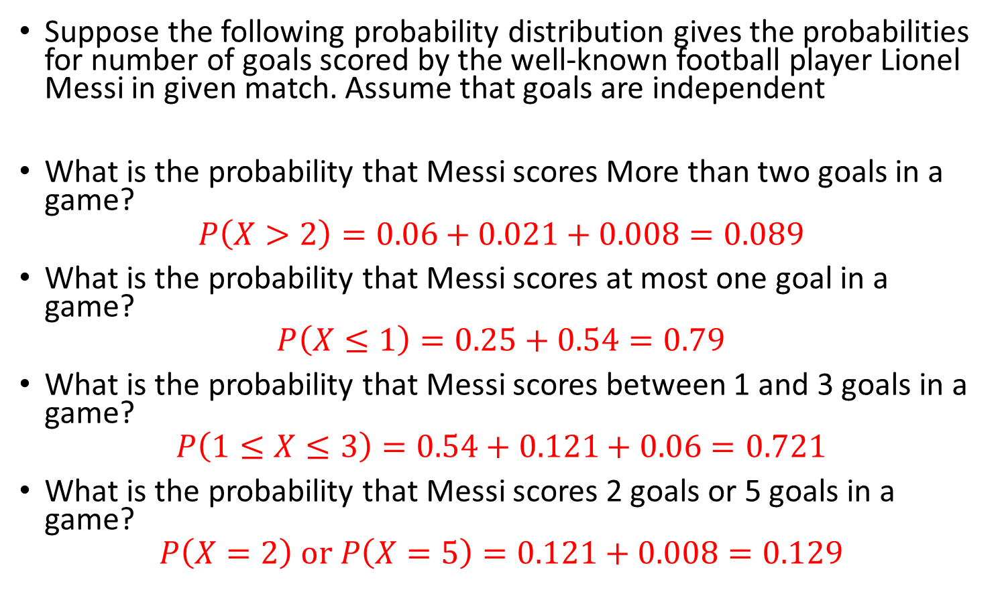 • Suppose the following probability distribution gives the probabilities
for number of goals scored by the well-known football player Lionel
Messi in given match. Assume that goals are independent
• What is the probability that Messi scores More than two goals in a
game?
P(X > 2) = 0.06 + 0.021 + 0.008 = 0.089
• What is the probability that Messi scores at most one goal in a
game?
P(X ≤ 1) = 0.25 + 0.54 = 0.79
• What is the probability that Messi scores between 1 and 3 goals in a
game?
P(1 ≤ X ≤ 3) = 0.54 + 0.121 + 0.06 = 0.721
• What is the probability that Messi scores 2 goals or 5 goals in a
game?
P(X = 2) or P(X = 5) = 0.121 + 0.008 = 0.129